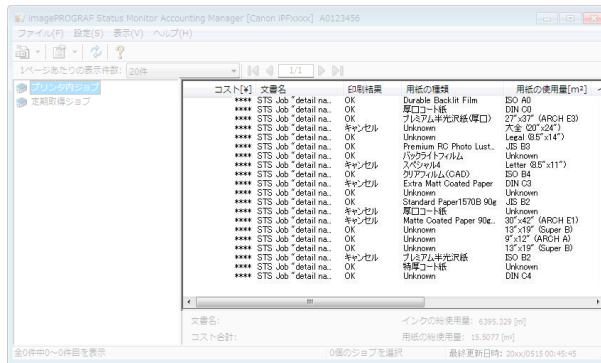 imagePROGRAF Status Monitor Accounting Manager [Canon iPFxxxx] A0123456
ファイル(F) 設定(S) 表示(V) ヘルプ(H)
1ページあたりの表示件数: 20件 1/1
プリンタ内ジョブ
定期取得ジョブ
コスト[¥] 文書名 印刷結果 用紙の種類 用紙の使用量[m²] イ
**** STS Job "detail na... OK Durable Backlit Film ISO A0
**** STS Job "detail na... OK 厚口コート紙 DIN C0
**** STS Job "detail na... OK プレミアム半光沢紙(厚口) 27"x37" (ARCH E3)
**** STS Job "detail na... キャンセル Unknown 大全 (20"x24")
**** STS Job "detail na... OK Unknown Legal (8.5"x14")
**** STS Job "detail na... OK Premium RC Photo Lust... JIS B3
**** STS Job "detail na... OK バックライトフィルム Unknown
**** STS Job "detail na... キャンセル スペシャル4 Letter (8.5"x11")
**** STS Job "detail na... OK クリアフィルム(CAD) ISO B4
**** STS Job "detail na... キャンセル Extra Matt Coated Paper DIN C3
**** STS Job "detail na... OK Unknown Unknown
**** STS Job "detail na... OK Standard Paper1570B 90g JIS B2
**** STS Job "detail na... キャンセル 厚口コート紙 Unknown
**** STS Job "detail na... キャンセル Matte Coated Paper 90g... 30"x42" (ARCH E1)
**** STS Job "detail na... OK Unknown 13"x19" (Super B)
**** STS Job "detail na... OK Unknown 9"x12" (ARCH A)
**** STS Job "detail na... OK Unknown 13"x19" (Super B)
**** STS Job "detail na... キャンセル プレミアム半光沢紙 ISO B2
**** STS Job "detail na... OK 特厚コート紙 Unknown
**** STS Job "detail na... OK Unknown DIN C4
文書名: インクの総使用量: 6395.329 [ml]
コスト合計: 用紙の総使用量: 15.5077 [m²]
全0件中0～0件目を表示 0個のジョブを選択 最終更新日時: 20xx/0515 00:45:45